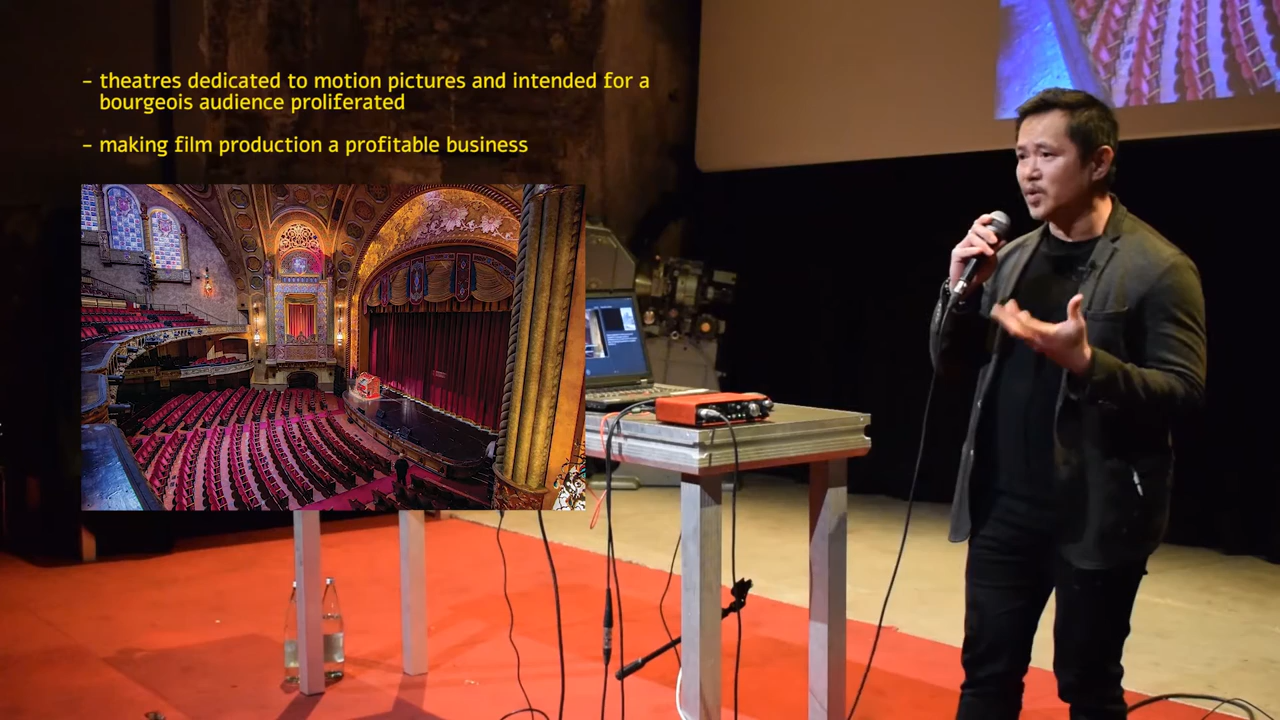 – theatres dedicated to motion pictures and intended for a
bourgeois audience proliferated
– making film production a profitable business